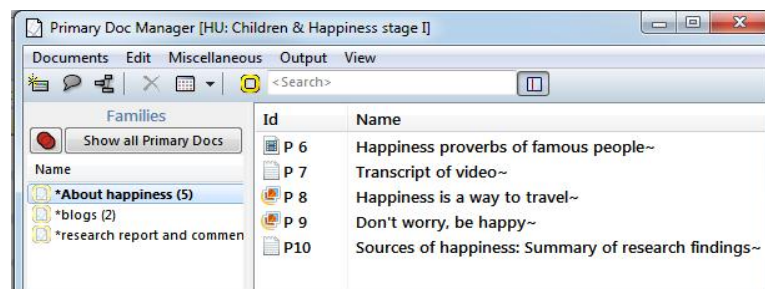 Primary Doc Manager [HU: Children & Happiness stage I]
Documents Edit Miscellaneous Output View
<Search>
Families
Show all Primary Docs
Name
*About happiness (5)
*blogs (2)
*research report and commen
Id Name
P 6 Happiness proverbs of famous people~
P 7 Transcript of video~
P 8 Happiness is a way to travel~
P 9 Don't worry, be happy~
P10 Sources of happiness: Summary of research findings~